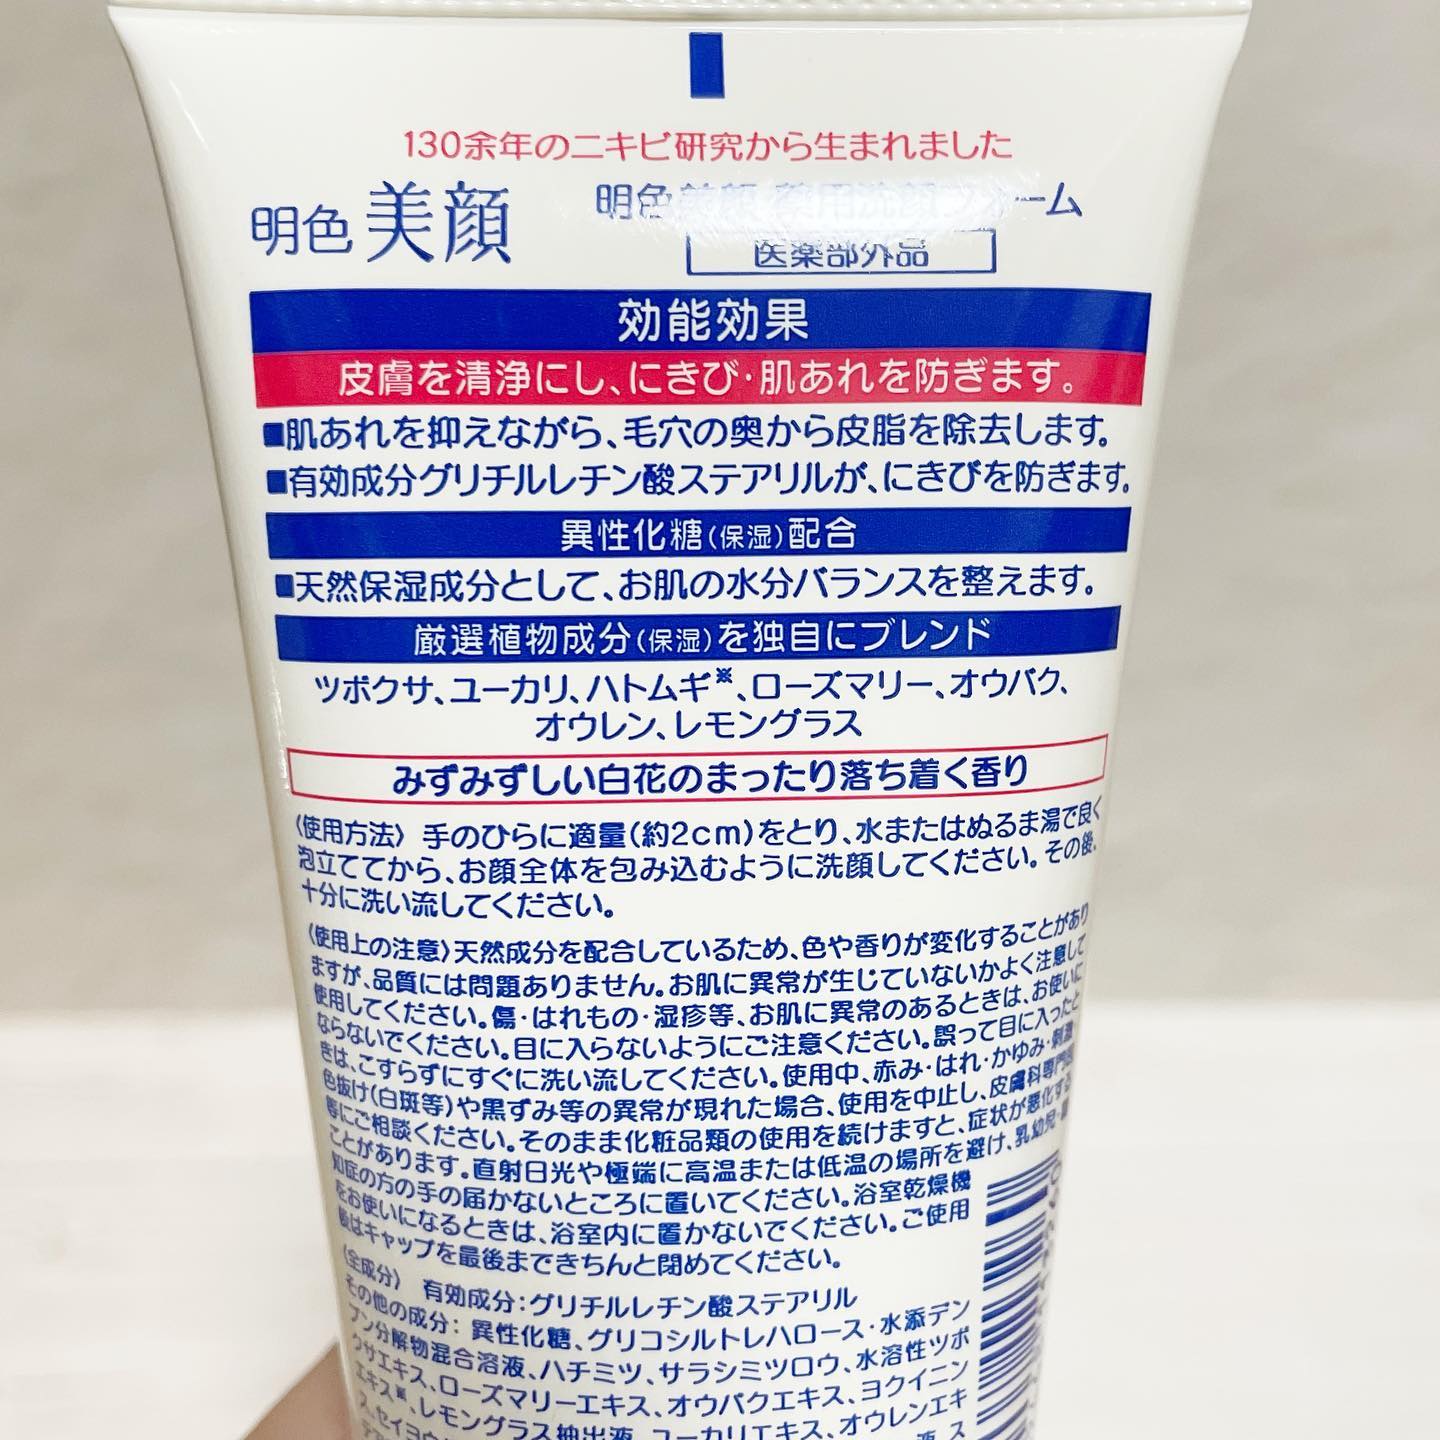 130余年のニキビ研究から生まれました
明色 美顔
明色美顔 薬用洗顔フォーム
医薬部外品
効能効果
皮膚を清浄にし、にきび・肌あれを防ぎます。
■肌あれを抑えながら、毛穴の奥から皮脂を除去します。
■有効成分グリチルレチン酸ステアリルが、にきびを防ぎます。
異性化糖(保湿)配合
■天然保湿成分として、お肌の水分バランスを整えます。
厳選植物成分(保湿)を独自にブレンド
ツボクサ、ユーカリ、ハトムギ※、ローズマリー、オウバク、
オウレン、レモングラス
みずみずしい白花のまったり落ち着く香り
〈使用方法〉 手のひらに適量(約2cm)をとり、水またはぬるま湯で良く
泡立ててから、お顔全体を包み込むように洗顔してください。その後、
十分に洗い流してください。
〈使用上の注意〉天然成分を配合しているため、色や香りが変化することがあり
ますが、品質には問題ありません。お肌に異常が生じていないかよく注意して
使用してください。傷・はれもの・湿疹等、お肌に異常のあるときは、お使いに
ならないでください。目に入らないようにご注意ください。誤って目に入ったと
きは、こすらずにすぐに洗い流してください。使用中、赤み・はれ・かゆみ・刺激、
色抜け(白斑等)や黒ずみ等の異常が現れた場合、使用を中止し、皮膚科専門医
等にご相談ください。そのまま化粧品類の使用を続けますと、症状が悪化する
ことがあります。直射日光や極端に高温または低温の場所を避け、乳幼児・認
知症の方の手の届かないところに置いてください。浴室乾燥機
をお使いになるときは、浴室内に置かないでください。ご使用
後はキャップを最後まできちんと閉めてください。
〈全成分〉 有効成分:グリチルレチン酸ステアリル
その他の成分: 異性化糖、グリコシルトレハロース・水添デン
プン分解物混合溶液、ハチミツ、サラシミツロウ、水溶性ツボ
クサエキス、ローズマリーエキス、オウバクエキス、ヨクイニン
エキス※、レモングラス抽出液、ユーカリエキス、オウレンエキ
ス、セイヨウ